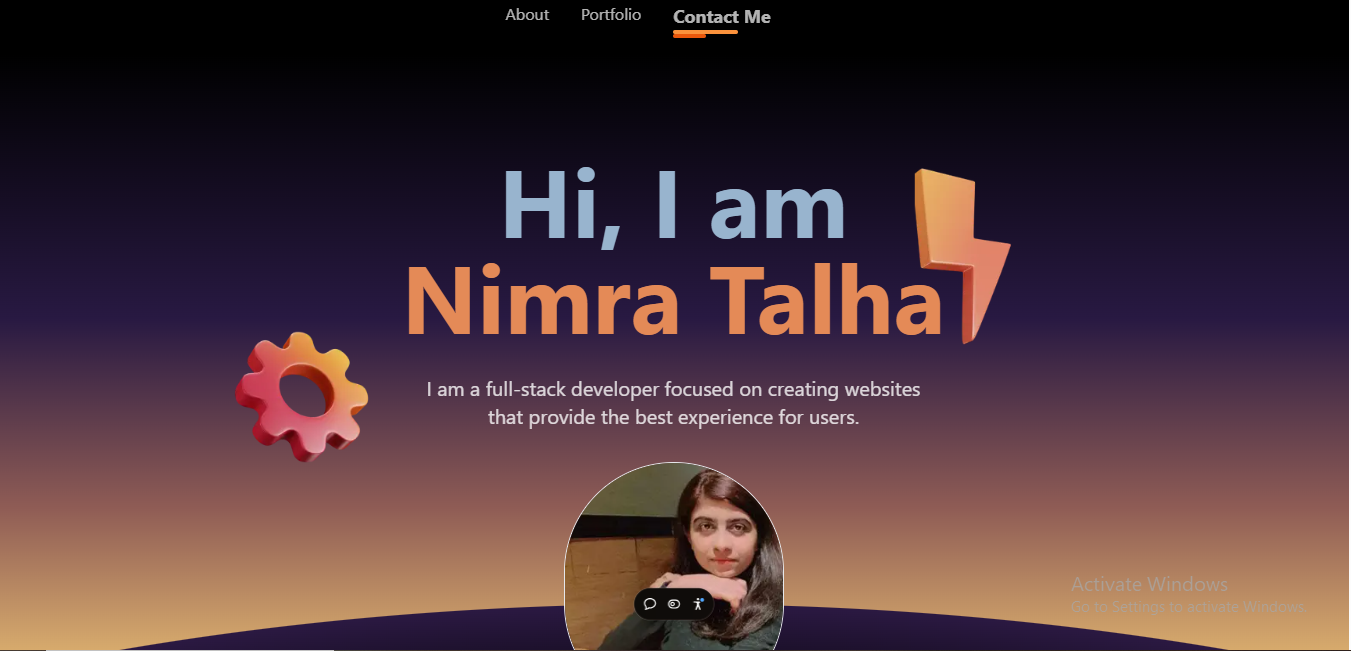 About
Portfolio
Contact Me
Hi, I am
Nimra Talha
I am a full-stack developer focused on creating websites
that provide the best experience for users.
Activate Windows
Go to Settings to activate Windows.